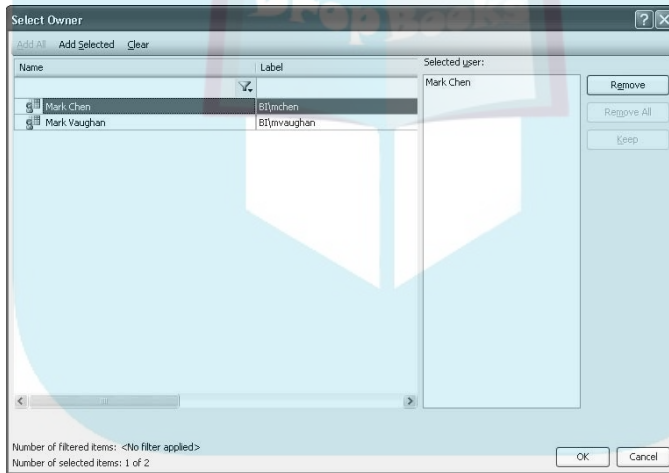 Drop Books
Select Owner
Add All Add Selected Clear
Name Label
Mark Chen BI\mchen
Mark Vaughan BI\mvaughan
Selected user:
Mark Chen
Remove
Remove All
Keep
Number of filtered items: <No filter applied>
Number of selected items: 1 of 2
OK Cancel